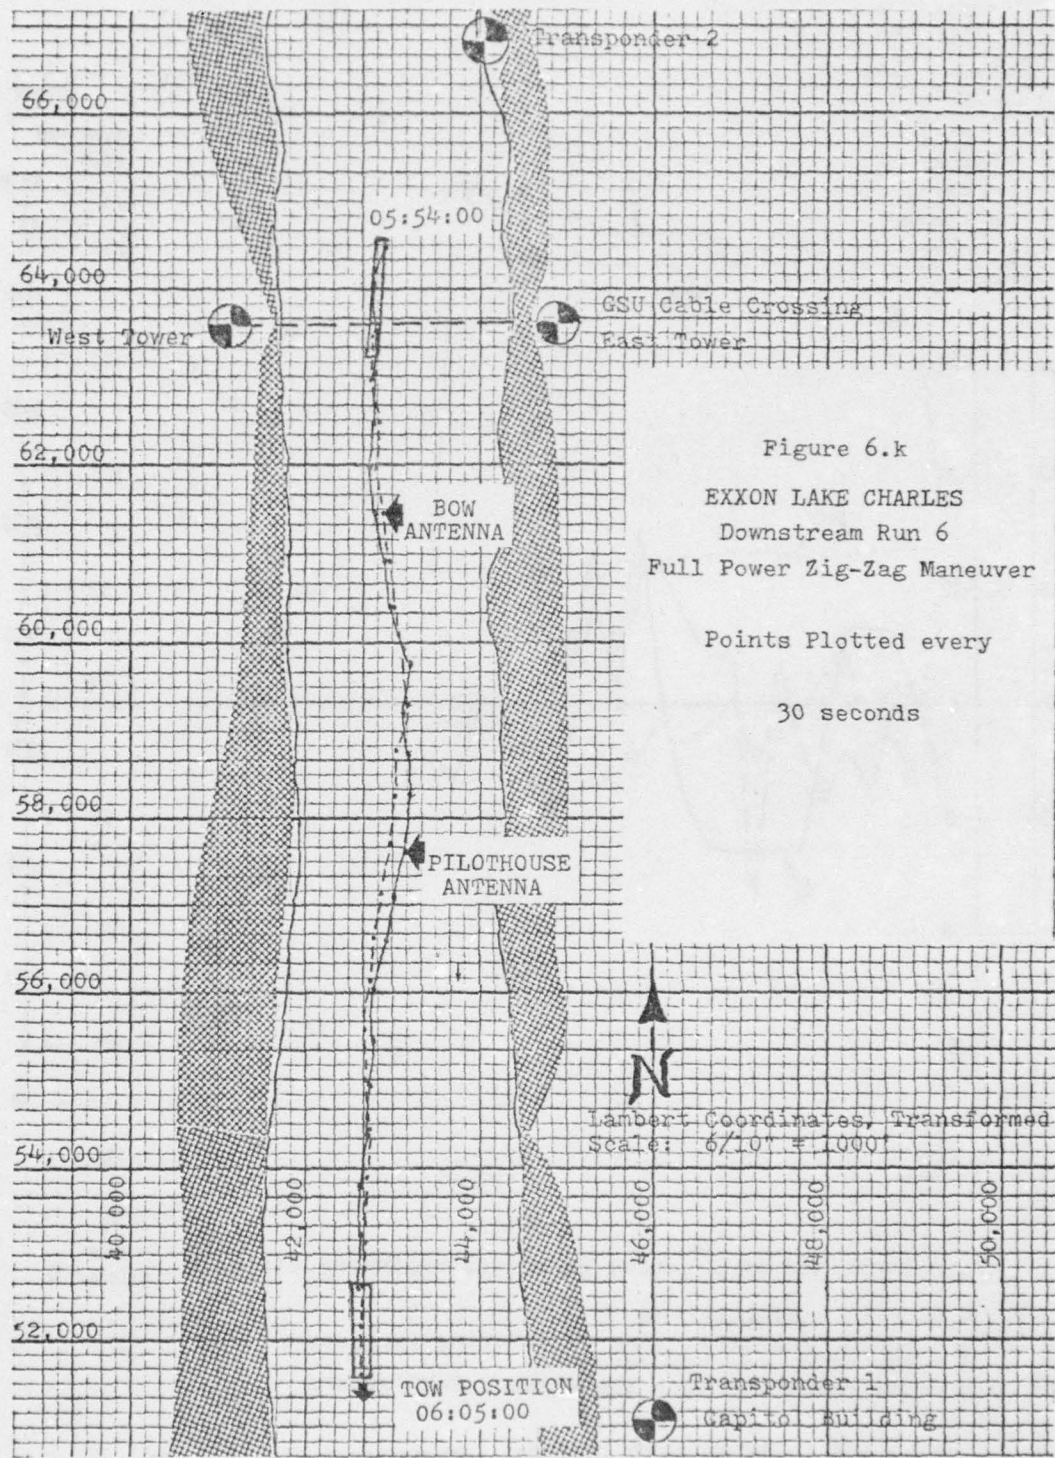 Transponder 2
66,000
05:54:00
64,000
GSU Cable Crossing
West Tower
East Tower
62,000
Figure 6.k
EXXON LAKE CHARLES
Downstream Run 6
Full Power Zig-Zag Maneuver
Points Plotted every
30 seconds
BOW
ANTENNA
60,000
58,000
PILOTHOUSE
ANTENNA
56,000
N
Lambert Coordinates, Transformed
Scale: 6/10" = 1000'
54,000
40,000
42,000
44,000
46,000
48,000
50,000
52,000
TOW POSITION
06:05:00
Transponder 1
Capitol Building